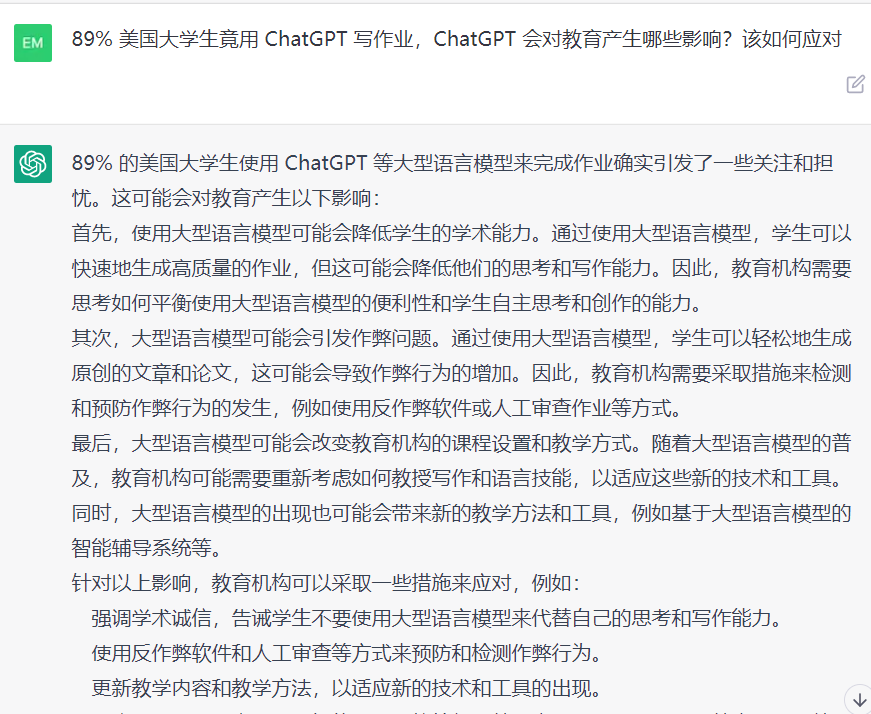 EM
89% 美国大学生竟用 ChatGPT 写作业，ChatGPT 会对教育产生哪些影响？该如何应对
89% 的美国大学生使用 ChatGPT 等大型语言模型来完成作业确实引发了一些关注和担
忧。这可能会对教育产生以下影响：
首先，使用大型语言模型可能会降低学生的学术能力。通过使用大型语言模型，学生可以
快速地生成高质量的作业，但这可能会降低他们的思考和写作能力。因此，教育机构需要
思考如何平衡使用大型语言模型的便利性和学生自主思考和创作的能力。
其次，大型语言模型可能会引发作弊问题。通过使用大型语言模型，学生可以轻松地生成
原创的文章和论文，这可能会导致作弊行为的增加。因此，教育机构需要采取措施来检测
和预防作弊行为的发生，例如使用反作弊软件或人工审查作业等方式。
最后，大型语言模型可能会改变教育机构的课程设置和教学方式。随着大型语言模型的普
及，教育机构可能需要重新考虑如何教授写作和语言技能，以适应这些新的技术和工具。
同时，大型语言模型的出现也可能会带来新的教学方法和工具，例如基于大型语言模型的
智能辅导系统等。
针对以上影响，教育机构可以采取一些措施来应对，例如：
强调学术诚信，告诫学生不要使用大型语言模型来代替自己的思考和写作能力。
使用反作弊软件和人工审查等方式来预防和检测作弊行为。
更新教学内容和教学方法，以适应新的技术和工具的出现。